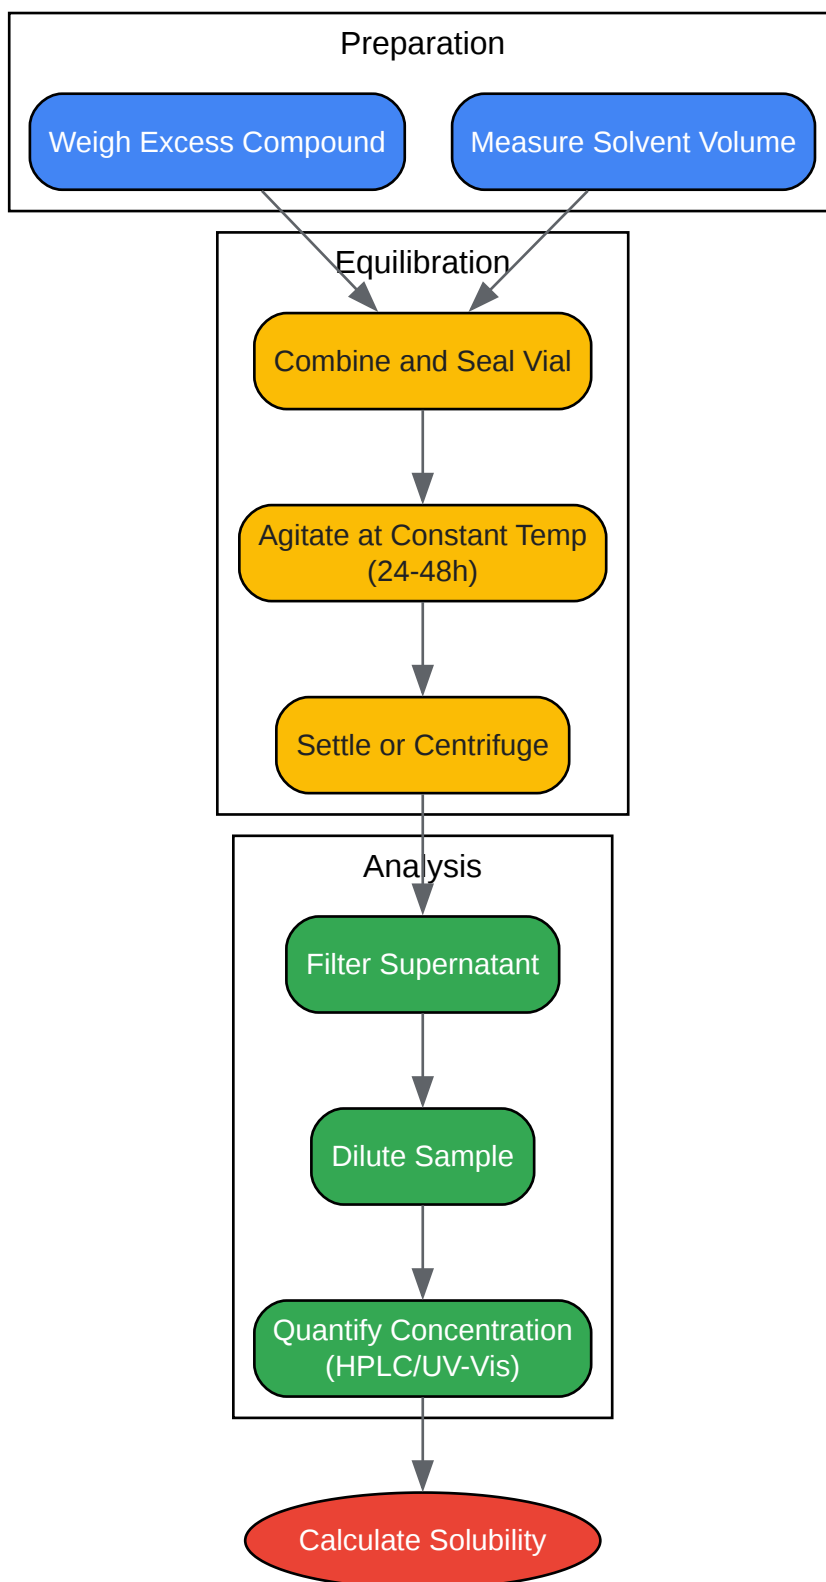 Preparation
Weigh Excess Compound
Measure Solvent Volume
Equilibration
Combine and Seal Vial
Agitate at Constant Temp
(24-48h)
Settle or Centrifuge
Analysis
Filter Supernatant
Dilute Sample
Quantify Concentration
(HPLC/UV-Vis)
Calculate Solubility